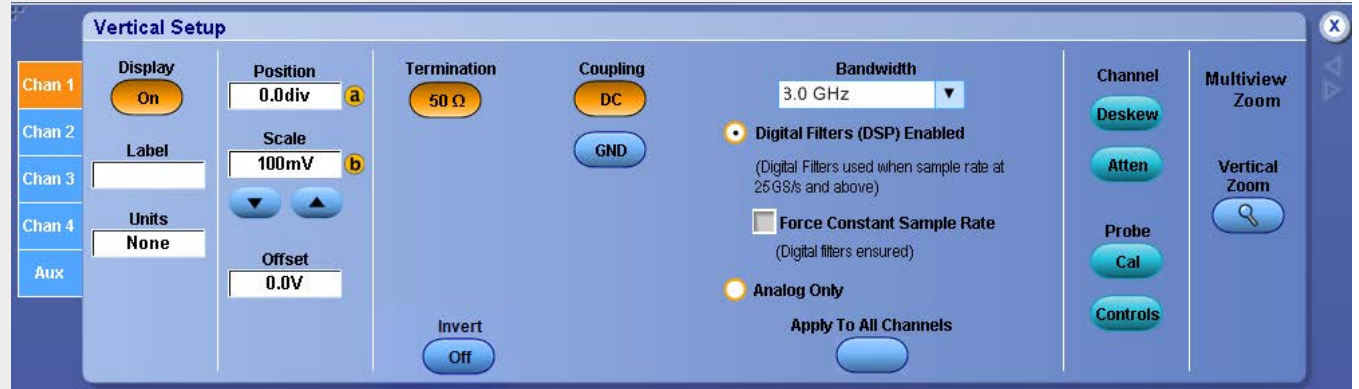 Vertical Setup
X
Chan 1
Chan 2
Chan 3
Chan 4
Aux
Display
On
Label
Units
None
Position
0.0div
a
Scale
100mV
b
Offset
0.0V
Termination
50 Ω
Invert
Off
Coupling
DC
GND
Bandwidth
3.0 GHz
Digital Filters (DSP) Enabled
(Digital Filters used when sample rate at
25GS/s and above)
Force Constant Sample Rate
(Digital filters ensured)
Analog Only
Apply To All Channels
Channel
Deskew
Atten
Probe
Cal
Controls
Multiview
Zoom
Vertical
Zoom